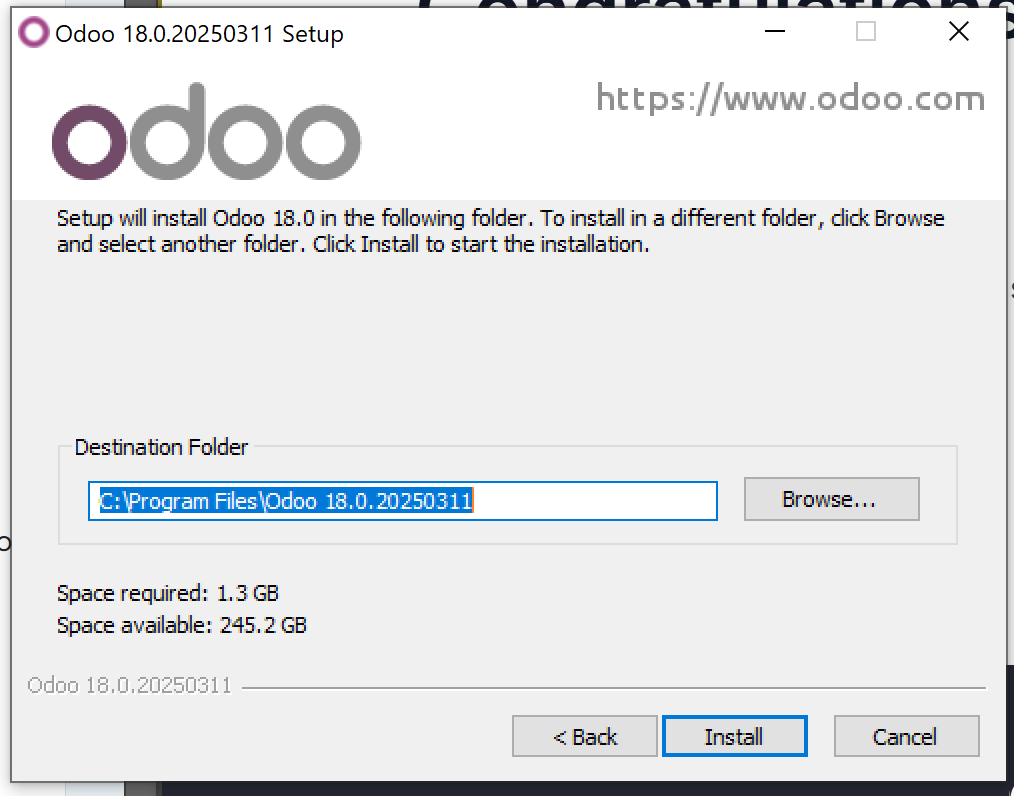 Congratulations
Odoo 18.0.20250311 Setup
odoo
https://www.odoo.com
Setup will install Odoo 18.0 in the following folder. To install in a different folder, click Browse
and select another folder. Click Install to start the installation.
Destination Folder
C:\Program Files\Odoo 18.0.20250311
Browse...
Space required: 1.3 GB
Space available: 245.2 GB
Odoo 18.0.20250311
< Back
Install
Cancel